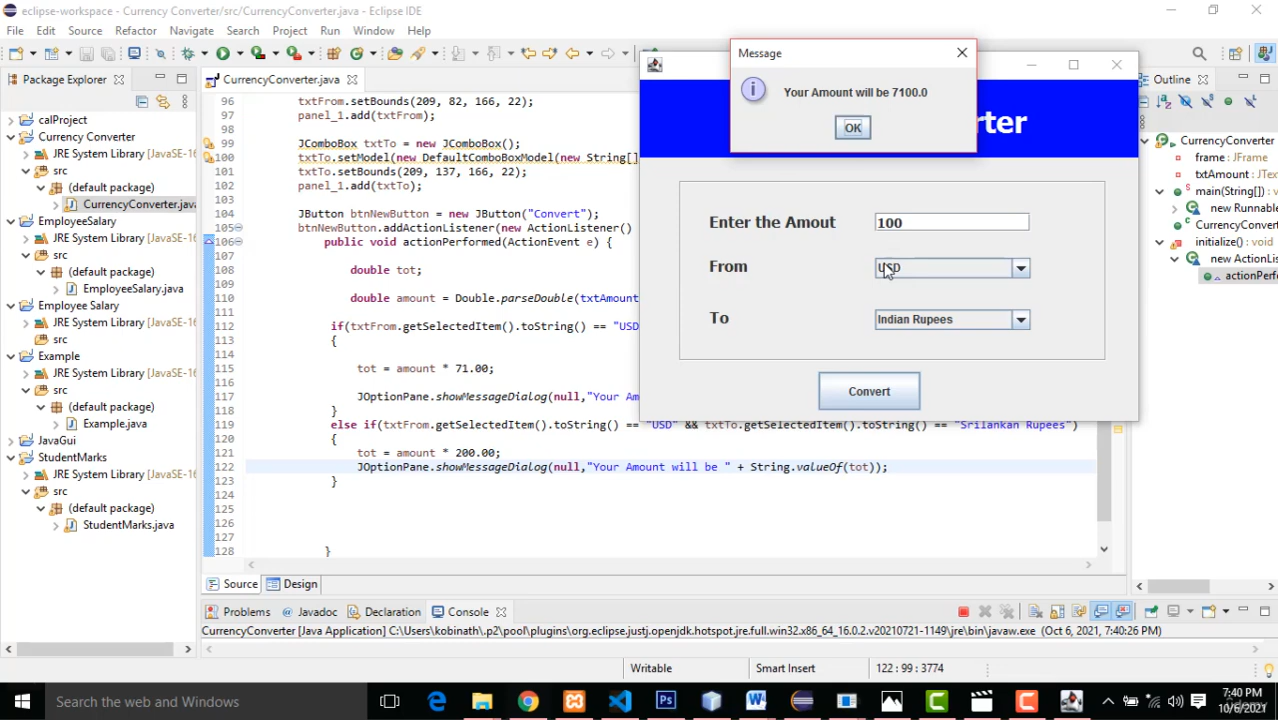 eclipse-workspace - Currency Converter/src/CurrencyConverter.java - Eclipse IDE
File Edit Source Refactor Navigate Search Project Run Window Help
Package Explorer
CurrencyConverter.java
Message
Your Amount will be 7100.0
OK
rter
Outline
calProject
Currency Converter
JRE System Library [JavaSE-16
src
(default package)
CurrencyConverter.java
EmployeeSalary
JRE System Library [JavaSE-16
src
(default package)
EmployeeSalary.java
Employee Salary
JRE System Library [JavaSE-16
src
Example
JRE System Library [JavaSE-16
src
(default package)
Example.java
JavaGui
StudentMarks
JRE System Library [JavaSE-16
src
(default package)
StudentMarks.java
96 txtFrom.setBounds(209, 82, 166, 22);
97 panel_1.add(txtFrom);
98
99 JComboBox txtTo = new JComboBox();
100 txtTo.setModel(new DefaultComboBoxModel(new String[]
101 txtTo.setBounds(209, 137, 166, 22);
102 panel_1.add(txtTo);
103
104 JButton btnNewButton = new JButton("Convert");
105 btnNewButton.addActionListener(new ActionListener()
106 public void actionPerformed(ActionEvent e) {
107
108 double tot;
109
110 double amount = Double.parseDouble(txtAmount
111
112 if(txtFrom.getSelectedItem().toString() == "USD
113 {
114
115 tot = amount * 71.00;
116
117 JOptionPane.showMessageDialog(null,"Your Am
118 }
119 else if(txtFrom.getSelectedItem().toString() == "USD" && txtTo.getSelectedItem().toString() == "Srilankan Rupees")
120 {
121 tot = amount * 200.00;
122 JOptionPane.showMessageDialog(null,"Your Amount will be " + String.valueOf(tot));
123 }
124
125
126
127
128 }
Enter the Amout
100
From
USD
To
Indian Rupees
Convert
CurrencyConverter
frame : JFrame
txtAmount : JTex
main(String[]) : void
new Runnabl
CurrencyConverte
initialize() : void
new ActionLis
actionPerfo
Source Design
Problems Javadoc Declaration Console
CurrencyConverter [Java Application] C:\Users\kobinath\.p2\pool\plugins\org.eclipse.justj.openjdk.hotspot.jre.full.win32.x86_64_16.0.2.v20210721-1149\jre\bin\javaw.exe (Oct 6, 2021, 7:40:26 PM)
Writable Smart Insert 122 : 99 : 3774
Search the Web and Windows
7:40 PM
10/6/2021